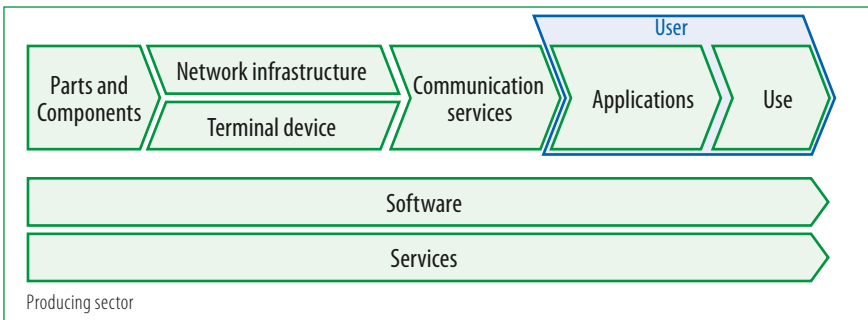 User
Parts and
Components
Network infrastructure
Terminal device
Communication
services
Applications
Use
Software
Services
Producing sector